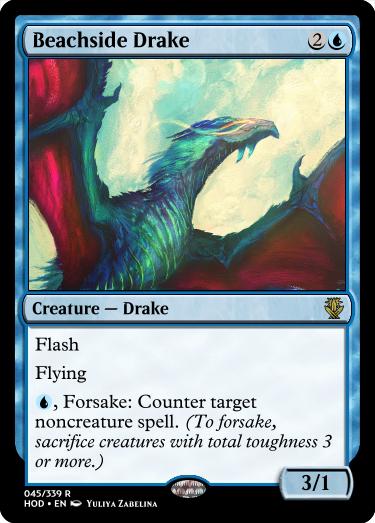 Beachside Drake 2
Creature — Drake
Flash
Flying
, Forsake: Counter target
noncreature spell. (To forsake,
sacrifice creatures with total toughness 3
or more.)
3/1
045/339 R
HOD • EN Yuliya Zabelina